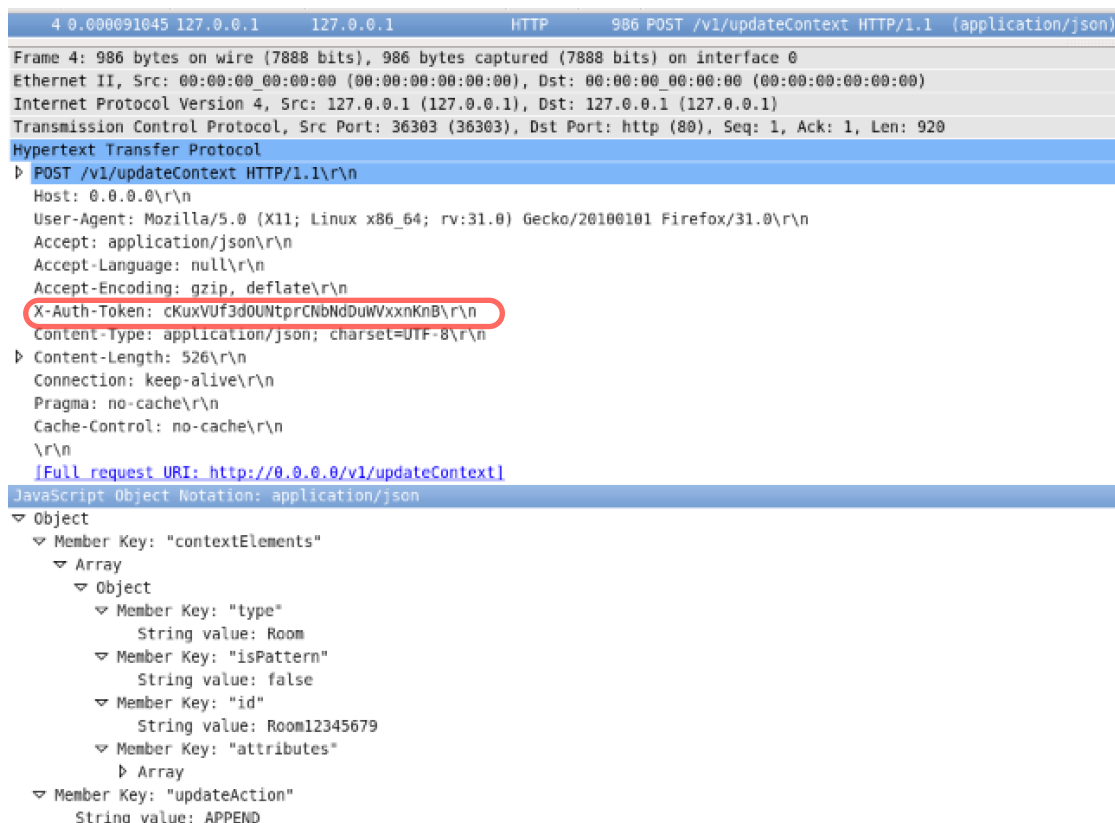 4 0.000091045 127.0.0.1 127.0.0.1 HTTP 986 POST /v1/updateContext HTTP/1.1 (application/json)
Frame 4: 986 bytes on wire (7888 bits), 986 bytes captured (7888 bits) on interface 0
Ethernet II, Src: 00:00:00_00:00:00 (00:00:00:00:00:00), Dst: 00:00:00_00:00:00 (00:00:00:00:00:00)
Internet Protocol Version 4, Src: 127.0.0.1 (127.0.0.1), Dst: 127.0.0.1 (127.0.0.1)
Transmission Control Protocol, Src Port: 36303 (36303), Dst Port: http (80), Seq: 1, Ack: 1, Len: 920
Hypertext Transfer Protocol
POST /v1/updateContext HTTP/1.1\r\n
Host: 0.0.0.0\r\n
User-Agent: Mozilla/5.0 (X11; Linux x86_64; rv:31.0) Gecko/20100101 Firefox/31.0\r\n
Accept: application/json\r\n
Accept-Language: null\r\n
Accept-Encoding: gzip, deflate\r\n
X-Auth-Token: cKuxVUf3dOUNtprCNbNdDuWVxxnKnB\r\n
Content-Type: application/json; charset=UTF-8\r\n
Content-Length: 526\r\n
Connection: keep-alive\r\n
Pragma: no-cache\r\n
Cache-Control: no-cache\r\n
\r\n
[Full request URI: http://0.0.0.0/v1/updateContext]
JavaScript Object Notation: application/json
Object
Member Key: "contextElements"
Array
Object
Member Key: "type"
String value: Room
Member Key: "isPattern"
String value: false
Member Key: "id"
String value: Room12345679
Member Key: "attributes"
Array
Member Key: "updateAction"
String value: APPEND